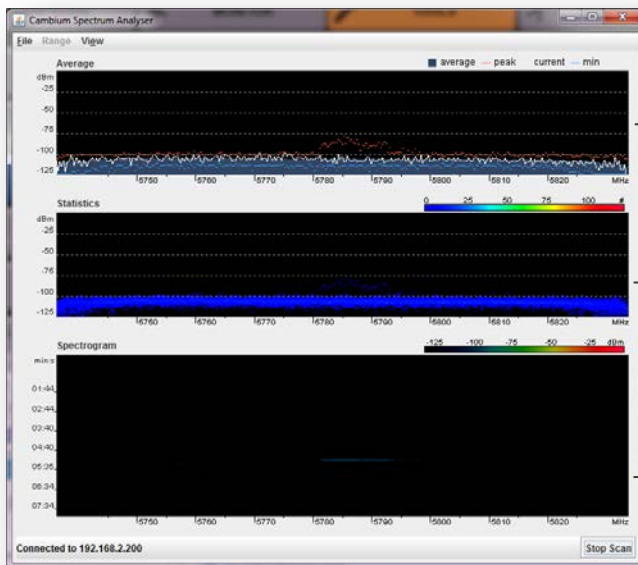 Cambium Spectrum Analyser
File Range View
Average
average peak current min
dBm
-25
-50
-75
-100
-125
5750 5760 5770 5780 5790 5800 5810 5820 MHz
Statistics
0 25 50 75 100 #
dBm
-26
-51
-76
-100
-125
5750 5760 5770 5780 5790 5800 5810 5820 MHz
Spectrogram
-125 -100 -75 -50 -25 dBm
min:s
01:44
02:44
03:40
04:40
05:36
06:34
07:34
5750 5760 5770 5780 5790 5800 5810 5820 MHz
Connected to 192.168.2.200
Stop Scan